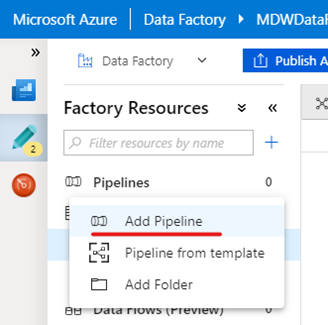 Microsoft Azure Data Factory ▸ MDWDataF
» Data Factory Publish A
Factory Resources
Filter resources by name
2
Pipelines 0
Add Pipeline
Pipeline from template
Add Folder
Data Flows (Preview) 0